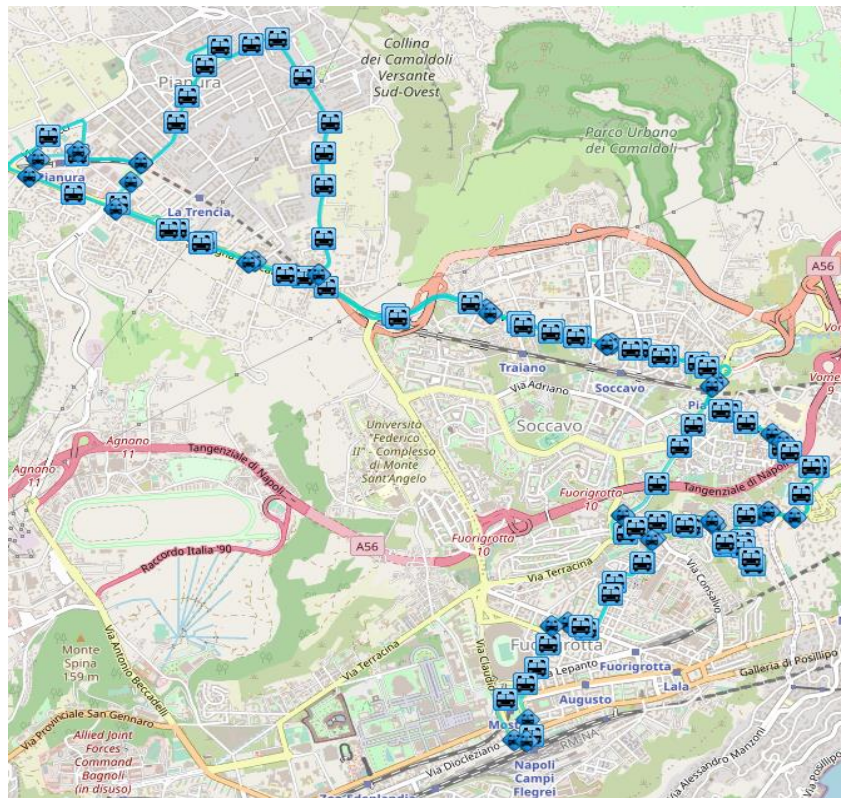 Collina
dei Camaldoli
Versante
Sud-Ovest
Pianura
Parco Urbano
dei Camaldoli
Pianura
La Trencia
A56
Traiano
Soccavo
Via Adriano
Soccavo
Università
"Federico
II" - Complesso
di Monte
Sant'Angelo
Agnano
11
Agnano
11
Tangenziale di Napoli
Tangenziale di Napoli
Fuorigrotta
10
Fuorigrotta
10
A56
Raccordo Italia '90
Via Terracina
Via Consalvo
Via Antonio Beccadelli
Monte
Spina
159 m
Via Terracina
Via Claudio
Fuorigrotta
Lepanto
Fuorigrotta
Lala
Galleria di Posillipo
Augusto
Via Provinciale San Gennaro
Allied Joint
Forces
Command
Bagnoli
(in disuso)
Via Diocleziano
Napoli
Campi
Flegrei
RM-NA
Via Alessandro Manzoni
Via Posillipo